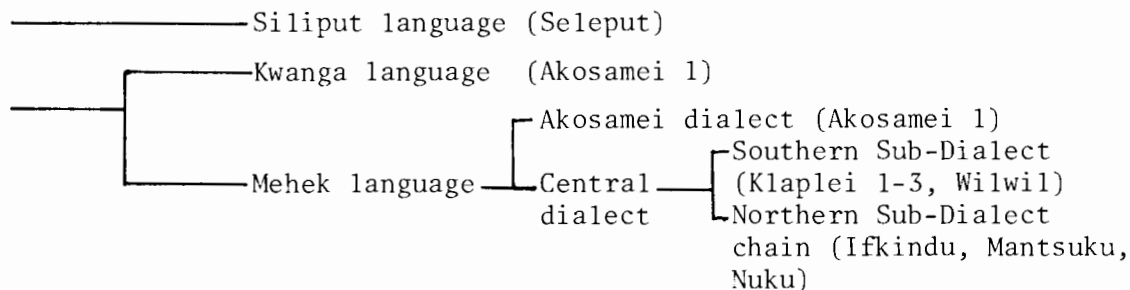 Siliput language (Seleput)
Kwanga language (Akosamei 1)
Akosamei dialect (Akosamei 1)
Southern Sub-Dialect
(Klaplei 1-3, Wilwil)
Mehek language
Central
dialect
Northern Sub-Dialect
chain (Ifkindu, Mantsuku,
Nuku)